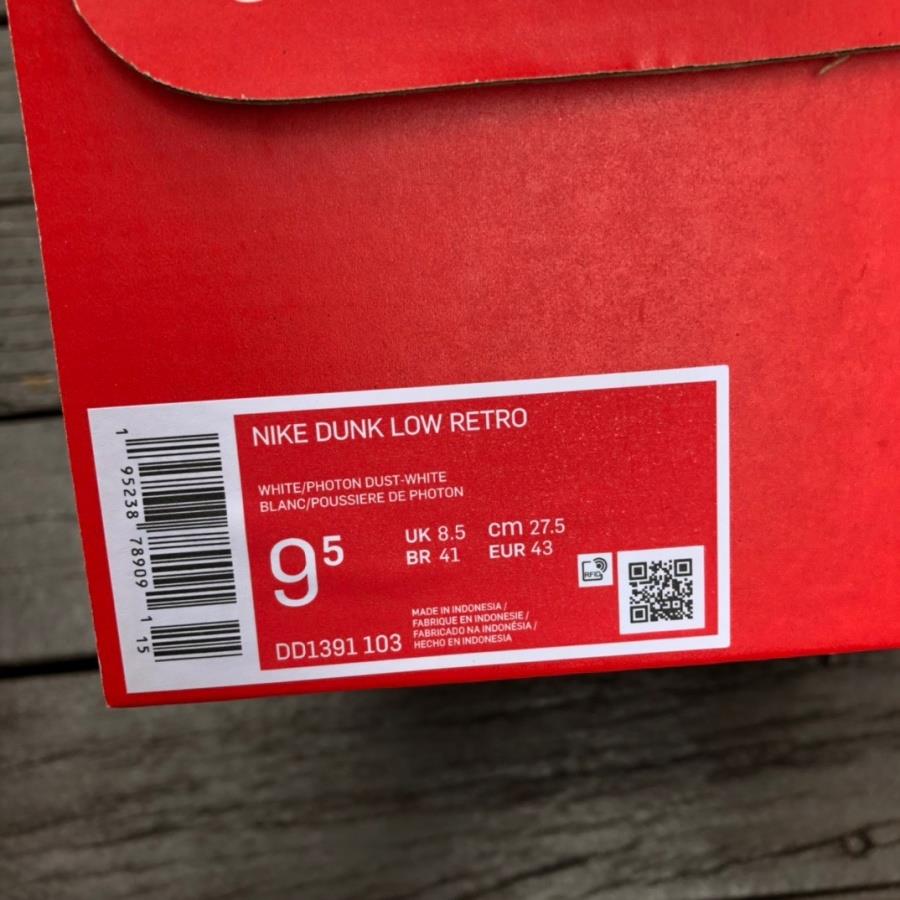 NIKE DUNK LOW RETRO
WHITE/PHOTON DUST-WHITE
BLANC/POUSSIERE DE PHOTON
9⁵
UK 8.5 cm 27.5
BR 41 EUR 43
RFID
DD1391 103
MADE IN INDONESIA /
FABRIQUE EN INDONESIE /
FABRICADO NA INDONÉSIA /
HECHO EN INDONESIA
1 95238 78909 1 15